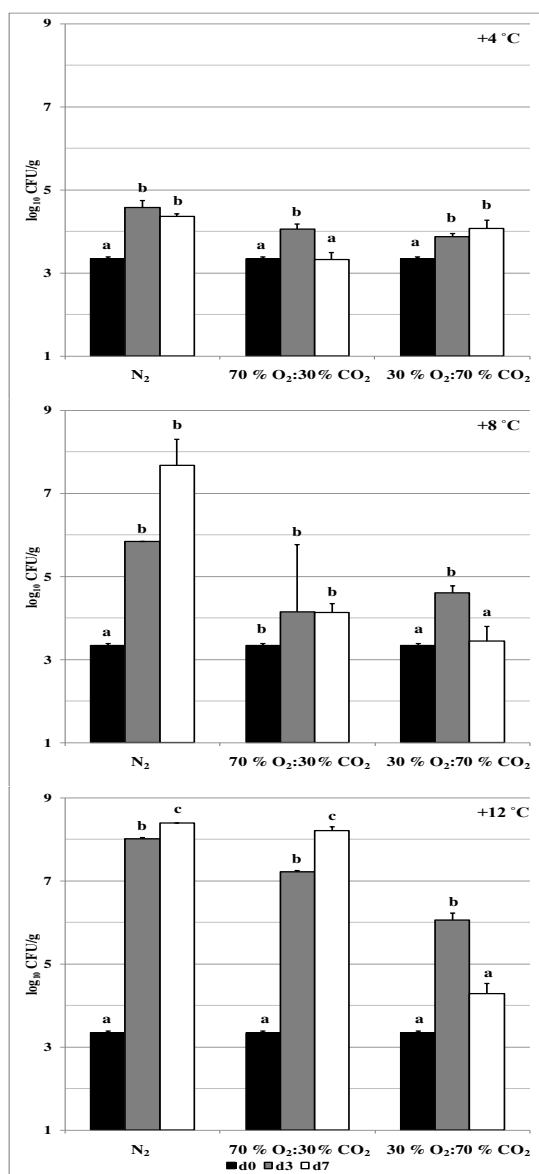 9
+4 °C
b
b
b
b
b
a
a
a
a
7
5
3
1
log₁₀ CFU/g
N₂
70 % O₂:30% CO₂
30 % O₂:70 % CO₂
9
+8 °C
b
b
b
b
b
b
a
a
a
7
5
3
1
log₁₀ CFU/g
N₂
70 % O₂:30% CO₂
30 % O₂:70 % CO₂
9
+12 °C
c
b
c
b
b
a
a
a
a
7
5
3
1
log₁₀ CFU/g
N₂
70 % O₂:30% CO₂
30 % O₂:70 % CO₂
d0 d3 d7